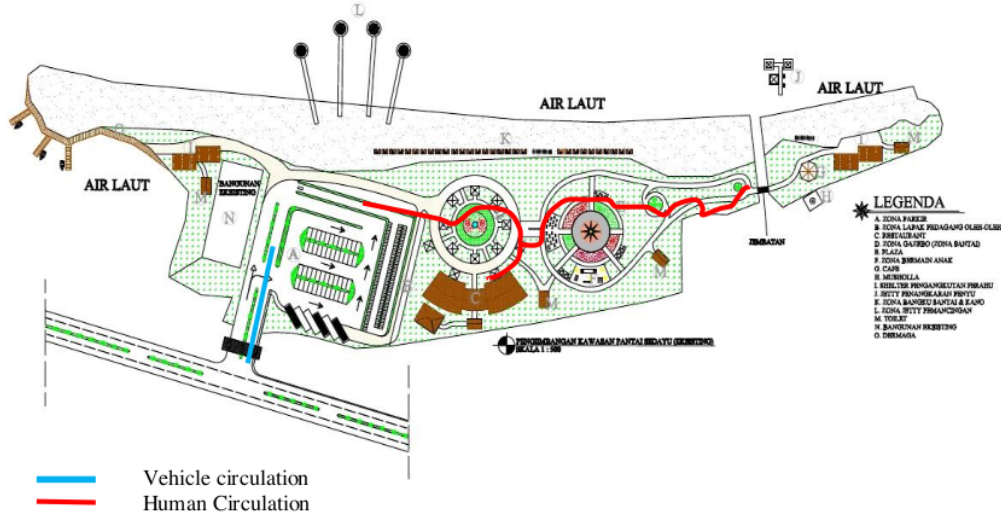 L
J
AIR LAUT
AIR LAUT
O
K
I
M
AIR LAUT
M
BANGUNAN
EKSISTING
N
G
H
A
B
C
M
M
JEMBATAN
LEGENDA
A. ZONA PARKIR
B. ZONA LAPAK PEDAGANG OLEH-OLEH
C. RESTAURANT
D. ZONA GAZEBO (ZONA SANTAI)
E. PLAZA
F. ZONA BERMAIN ANAK
G. CAFE
H. MUSHOLLA
I. SHELTER PENGANGKUTAN PERAHU
J. JETTY PENANGKARAN PENYU
K. ZONA BANGKU SANTAI & KANO
L. ZONA JETTY PEMANCINGAN
M. TOILET
N. BANGUNAN EKSISTING
O. DERMAGA
PENGEMBANGAN KAWASAN PANTAI SEDAYU (EKSISTING)
SKALA 1 : 500
Vehicle circulation
Human Circulation